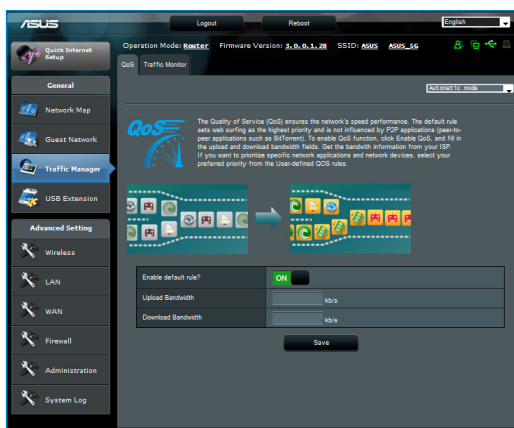 ASUS
Logout
Reboot
English
Quick Internet
Setup
Operation Mode: Router Firmware Version: 3.0.0.1.28 SSID: ASUS ASUS_5G
QoS Traffic Monitor
General
Automatic mode
Network Map
Guest Network
Traffic Manager
USB Extension
Advanced Setting
Wireless
LAN
WAN
Firewall
Administration
System Log
QoS
The Quality of Service (QoS) ensures the network's speed performance. The default rule
sets web surfing as the highest priority and is not influenced by P2P applications (peer-to-
peer applications such as BitTorrent). To enable QoS function, click Enable QoS, and fill in
the upload and download bandwidth fields. Get the bandwidth information from your ISP.
If you want to prioritize specific network applications and network devices, select your
preferred priority from the User-defined QOS rules.
Enable default rule?
ON
Upload Bandwidth
kb/s
Download Bandwidth
kb/s
Save